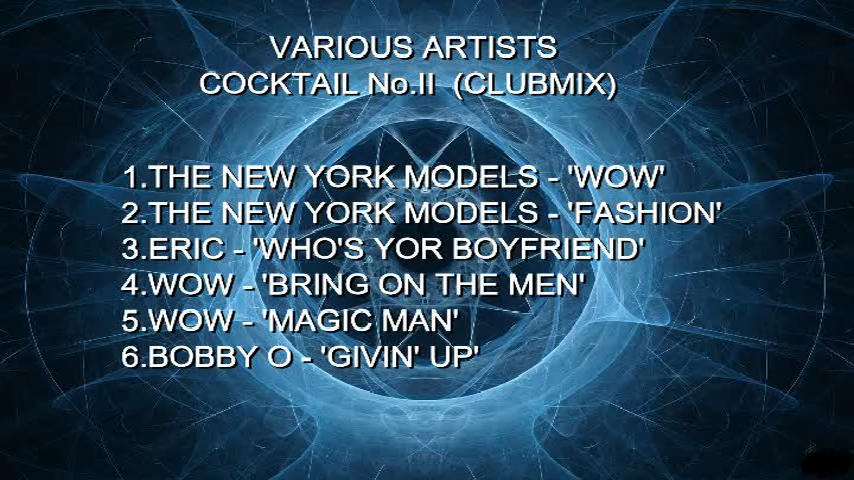 VARIOUS ARTISTS
COCKTAIL No.II (CLUBMIX)
1.THE NEW YORK MODELS - 'WOW'
2.THE NEW YORK MODELS - 'FASHION'
3.ERIC - 'WHO'S YOR BOYFRIEND'
4.WOW - 'BRING ON THE MEN'
5.WOW - 'MAGIC MAN'
6.BOBBY O - 'GIVIN' UP'